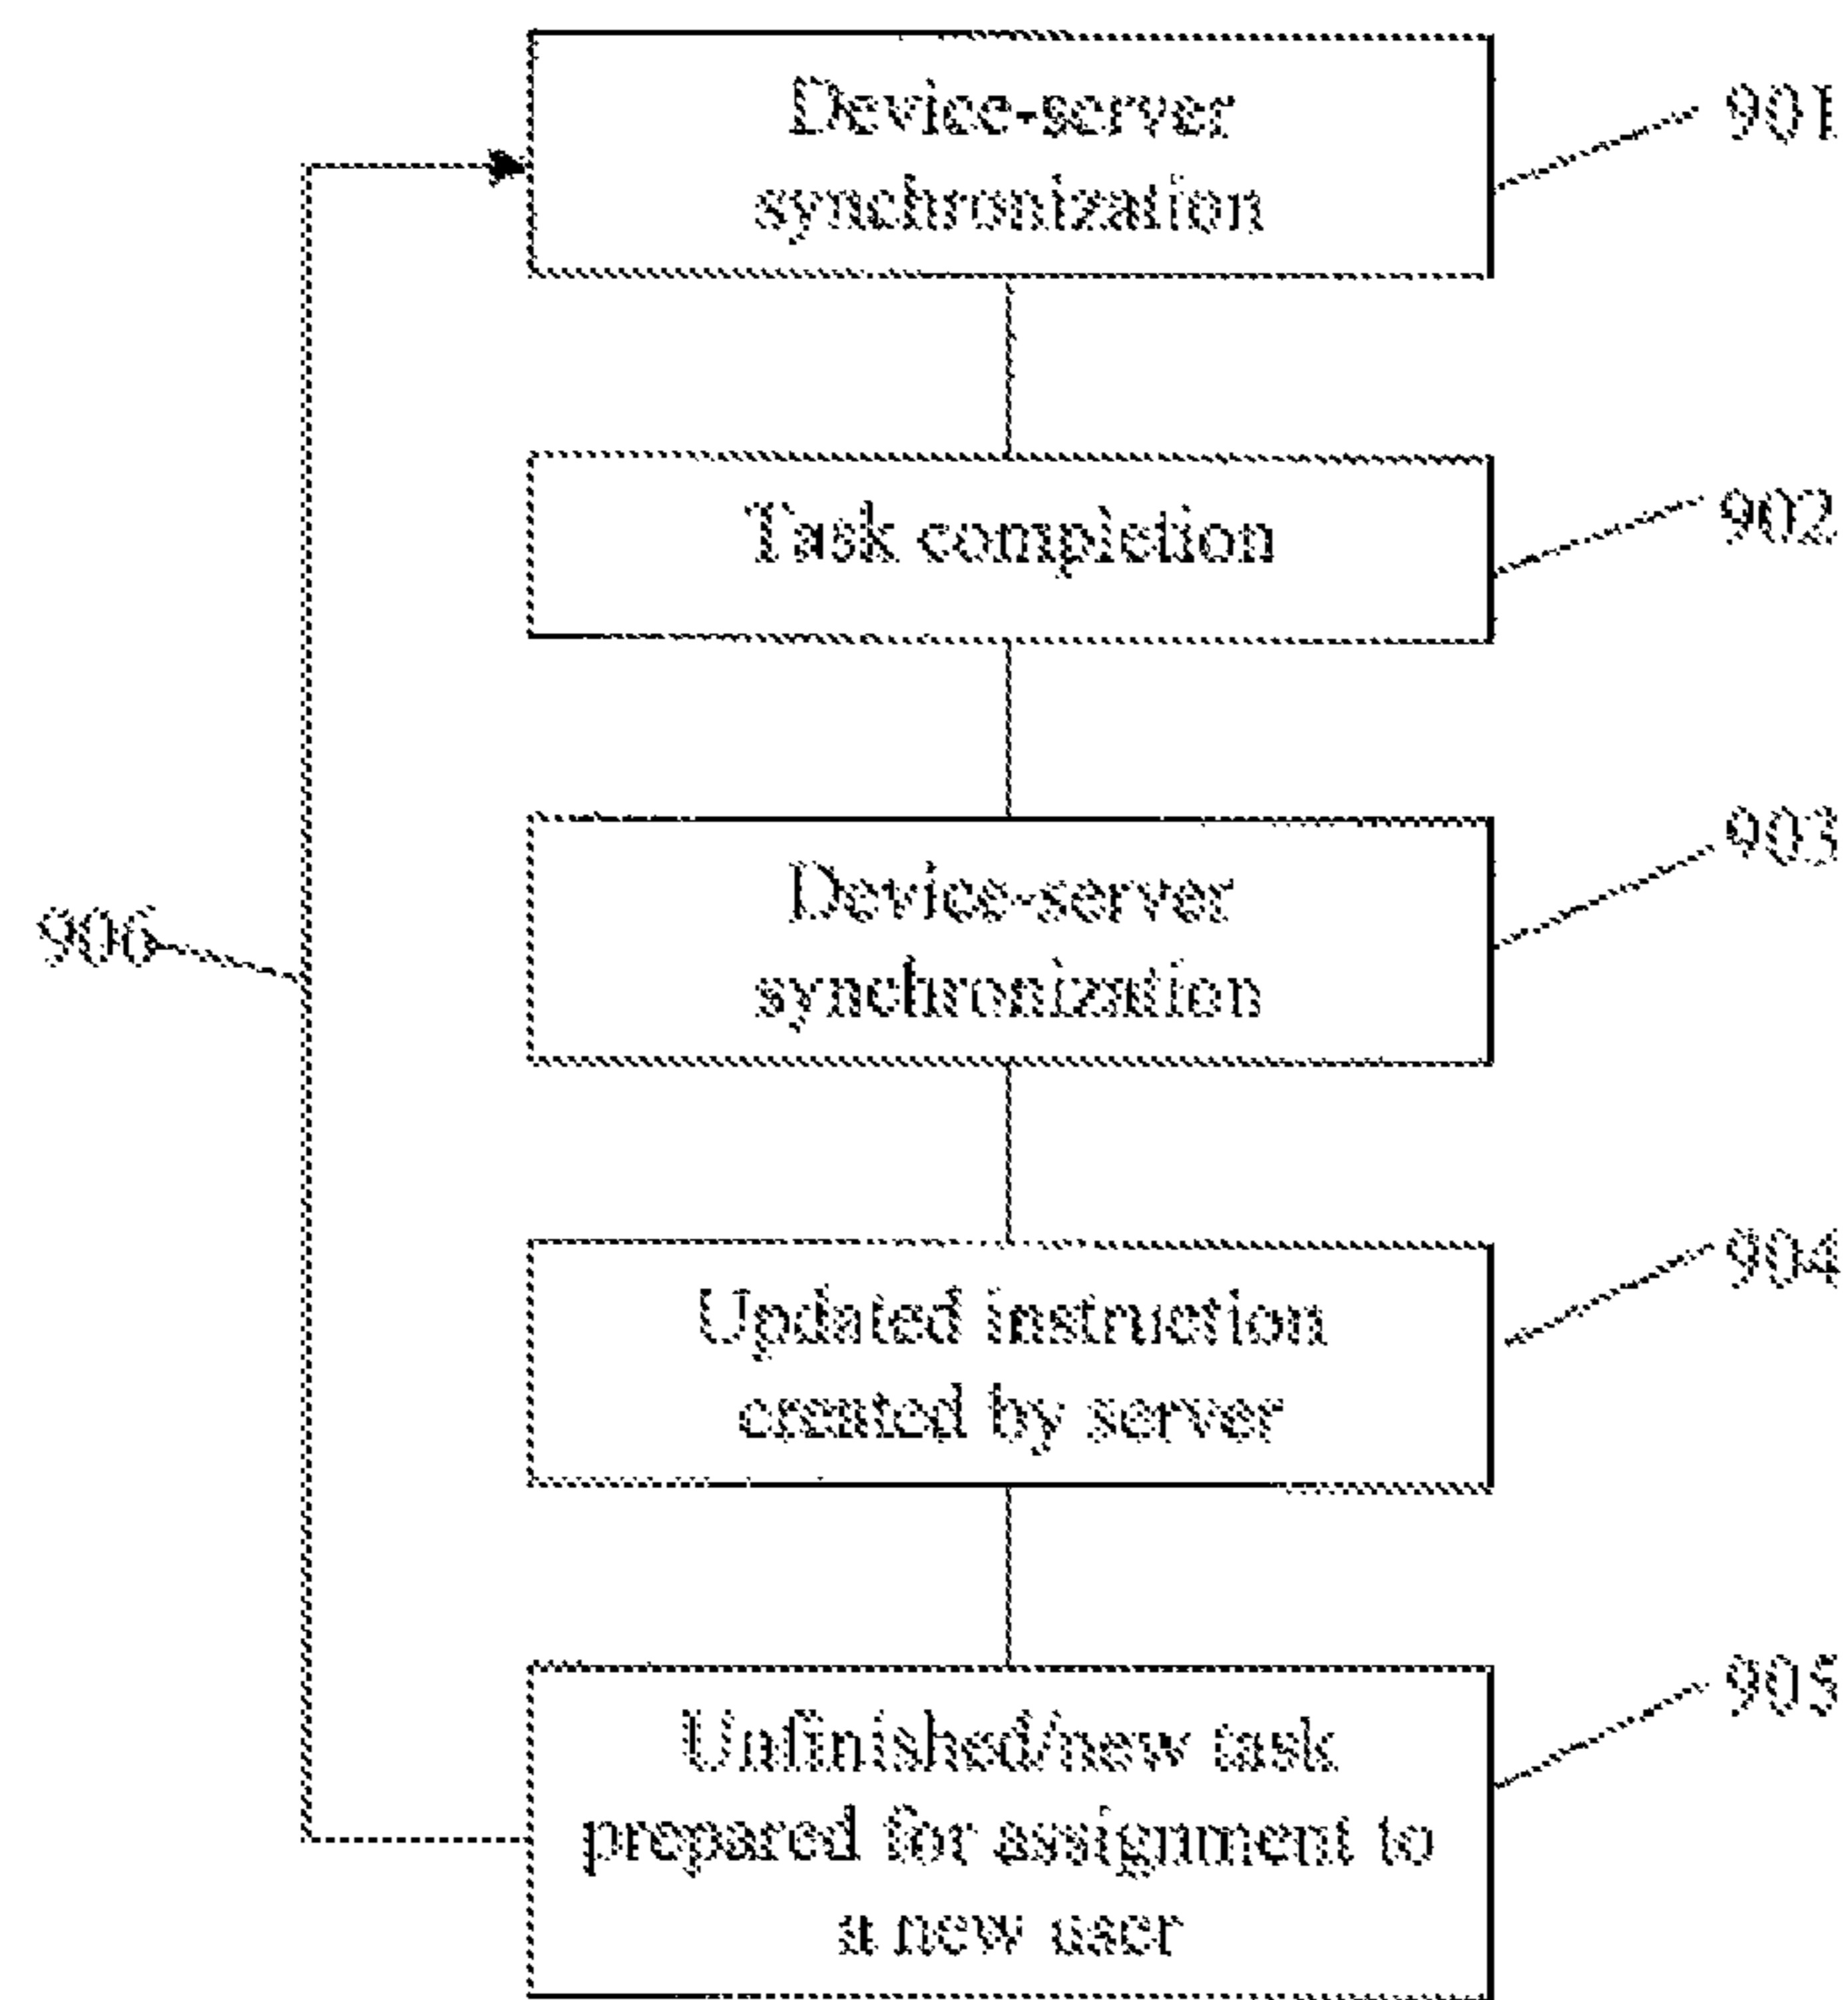 Device-server
synchronization
901
Task completion
902
Device-server
synchronization
903
906
Updated instruction
created by server
904
Unfinished/new task
prepared for assignment to
a new user
905